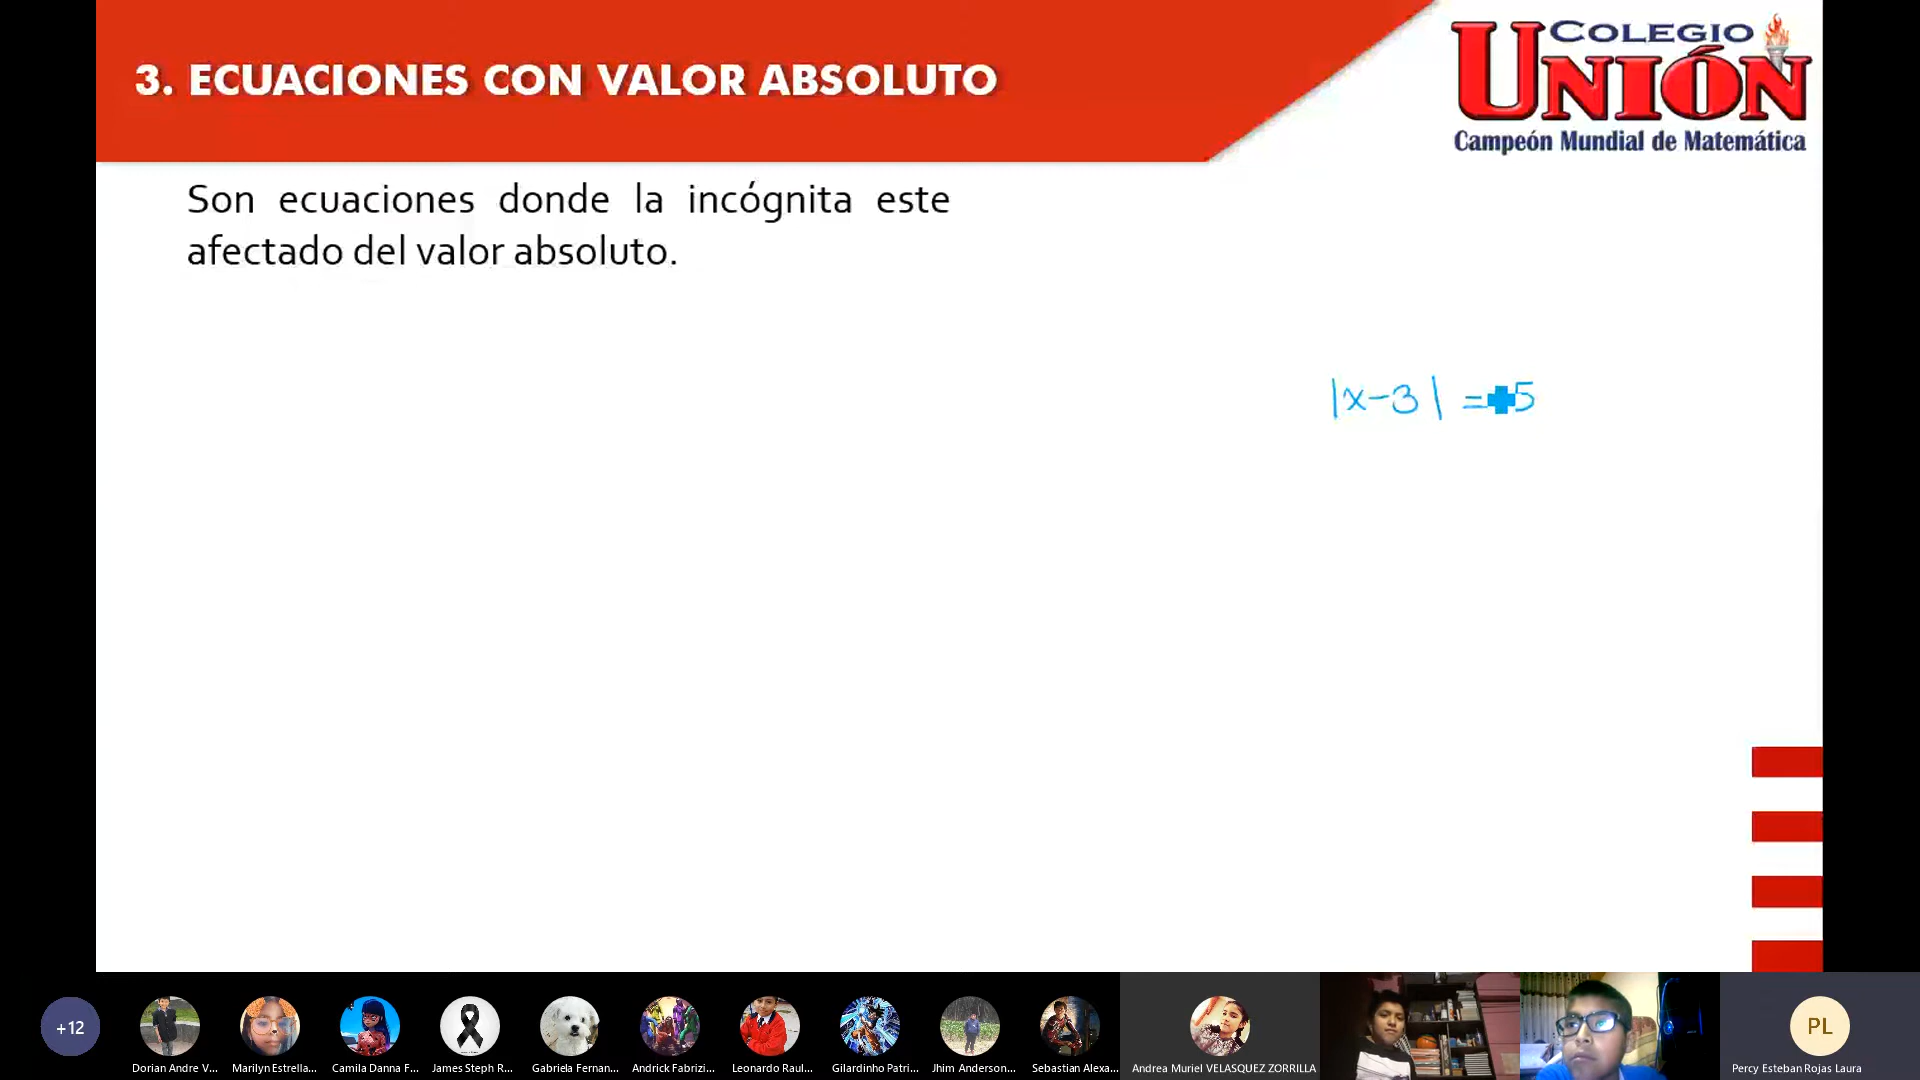 3. ECUACIONES CON VALOR ABSOLUTO
COLEGIO
UNIÓN
Campeón Mundial de Matemática
Son ecuaciones donde la incógnita este
afectado del valor absoluto.
|x-3| = 5
+12
Dorian Andre V...
Marilyn Estrella...
Camila Danna F...
James Steph R...
Gabriela Fernan...
Andrick Fabrizi...
Leonardo Raul...
Gilardinho Patri...
Jhim Anderson...
Sebastian Alexa...
Andrea Muriel VELASQUEZ ZORRILLA
PL
Percy Esteban Rojas Laura